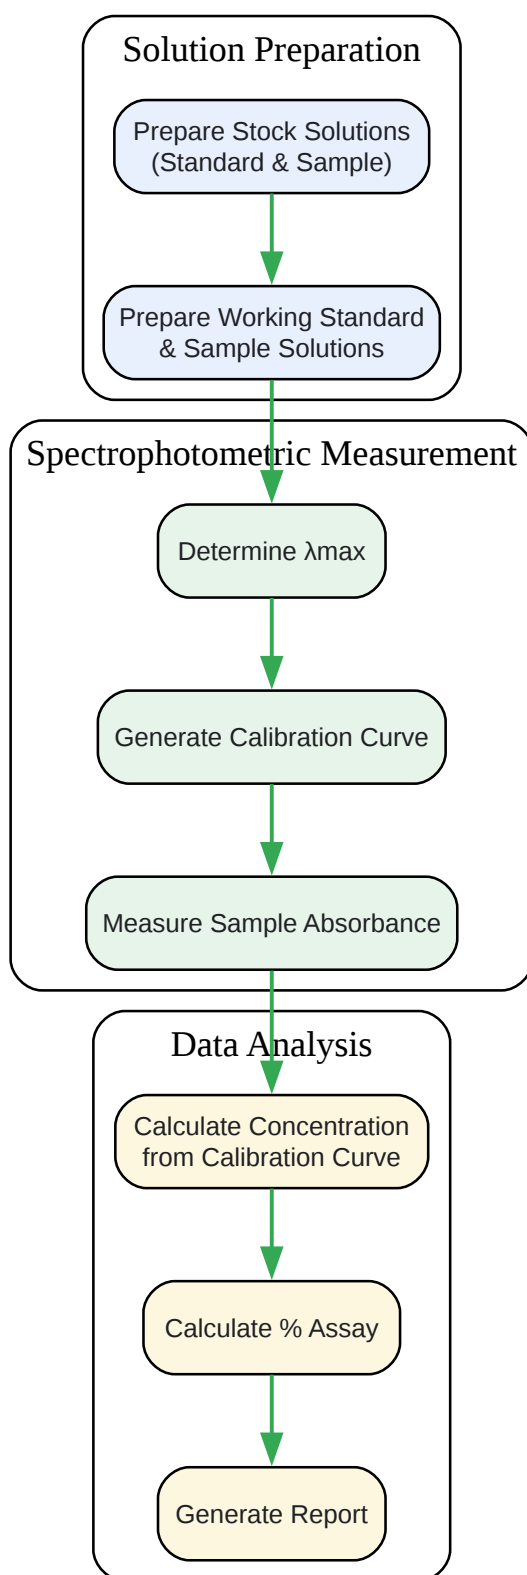 Solution Preparation
Prepare Stock Solutions
(Standard & Sample)
Prepare Working Standard
& Sample Solutions
Spectrophotometric Measurement
Determine λmax
Generate Calibration Curve
Measure Sample Absorbance
Data Analysis
Calculate Concentration
from Calibration Curve
Calculate % Assay
Generate Report